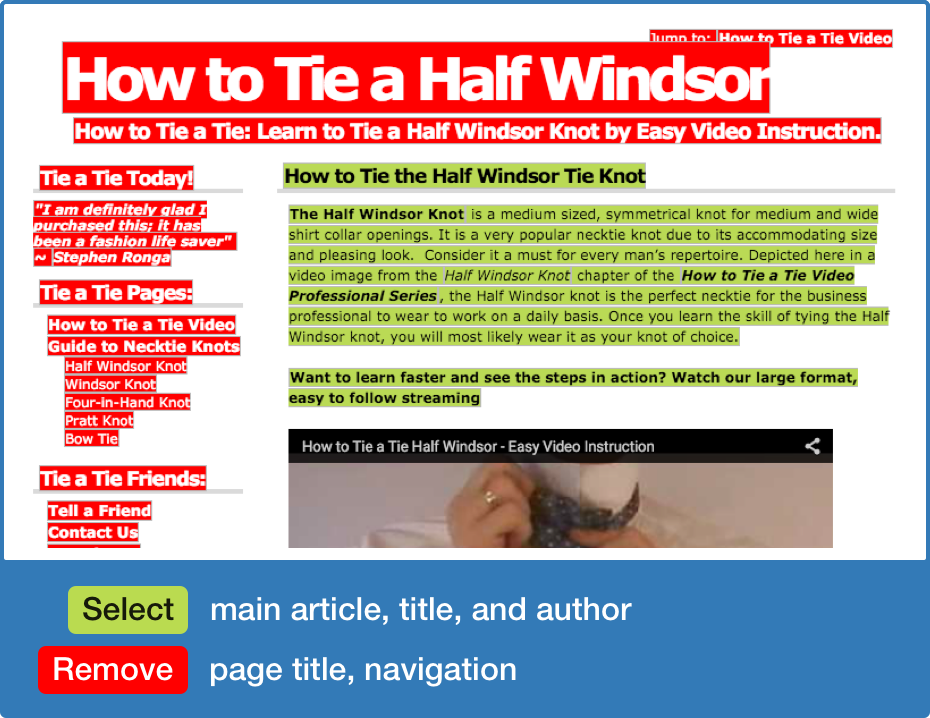 Jump to: How to Tie a Tie Video
How to Tie a Half Windsor
How to Tie a Tie: Learn to Tie a Half Windsor Knot by Easy Video Instruction.
Tie a Tie Today!
"I am definitely glad I
purchased this; it has
been a fashion life saver"
~ Stephen Ronga
Tie a Tie Pages:
How to Tie a Tie Video
Guide to Necktie Knots
Half Windsor Knot
Windsor Knot
Four-in-Hand Knot
Pratt Knot
Bow Tie
Tie a Tie Friends:
Tell a Friend
Contact Us
How to Tie the Half Windsor Tie Knot
The Half Windsor Knot is a medium sized, symmetrical knot for medium and wide
shirt collar openings. It is a very popular necktie knot due to its accommodating size
and pleasing look.  Consider it a must for every man's repertoire. Depicted here in a
video image from the Half Windsor Knot chapter of the How to Tie a Tie Video
Professional Series, the Half Windsor knot is the perfect necktie for the business
professional to wear to work on a daily basis. Once you learn the skill of tying the Half
Windsor knot, you will most likely wear it as your knot of choice.
Want to learn faster and see the steps in action? Watch our large format,
easy to follow streaming
How to Tie a Tie Half Windsor - Easy Video Instruction
Select main article, title, and author
Remove page title, navigation